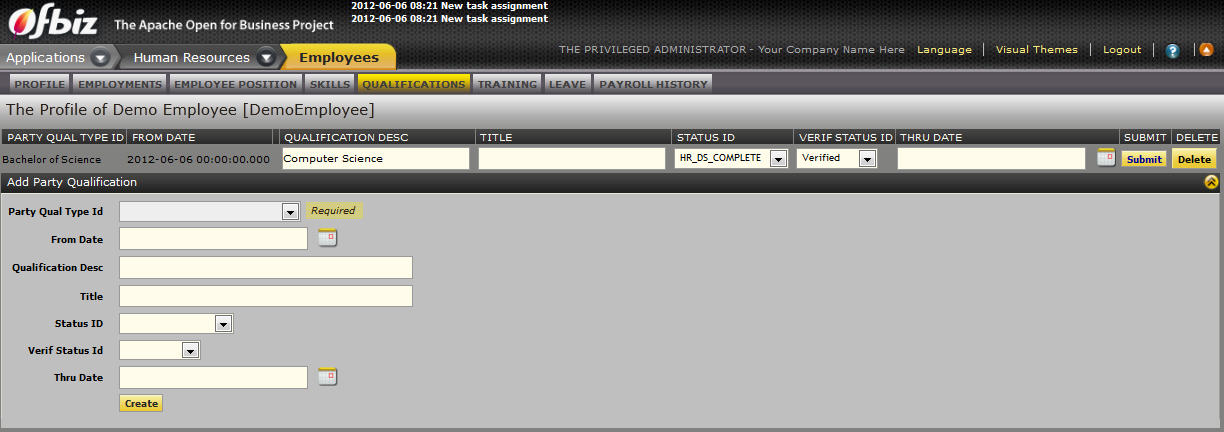 2012-06-06 08:21 New task assignment
2012-06-06 08:21 New task assignment
Ofbiz The Apache Open for Business Project
Applications Human Resources Employees
THE PRIVILEGED ADMINISTRATOR - Your Company Name Here Language Visual Themes Logout ?
PROFILE EMPLOYMENTS EMPLOYEE POSITION SKILLS QUALIFICATIONS TRAINING LEAVE PAYROLL HISTORY
The Profile of Demo Employee [DemoEmployee]
PARTY QUAL TYPE ID FROM DATE QUALIFICATION DESC TITLE STATUS ID VERIF STATUS ID THRU DATE SUBMIT DELETE
Bachelor of Science 2012-06-06 00:00:00.000 Computer Science HR_DS_COMPLETE Verified Submit Delete
Add Party Qualification
Party Qual Type Id Required
From Date
Qualification Desc
Title
Status ID
Verif Status Id
Thru Date
Create